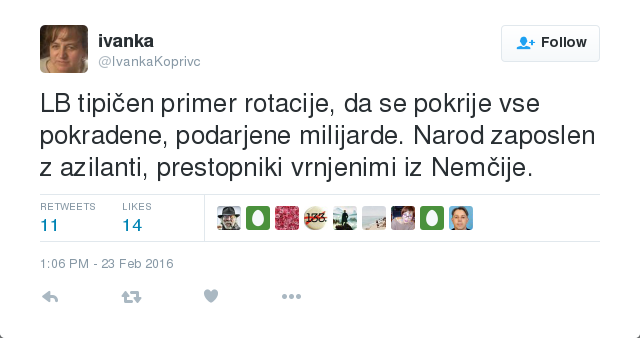 ivanka
@IvankaKoprivc
Follow
LB tipičen primer rotacije, da se pokrije vse
pokradene, podarjene milijarde. Narod zaposlen
z azilanti, prestopniki vrnjenimi iz Nemčije.
RETWEETS
LIKES
11
14
133
1:06 PM - 23 Feb 2016